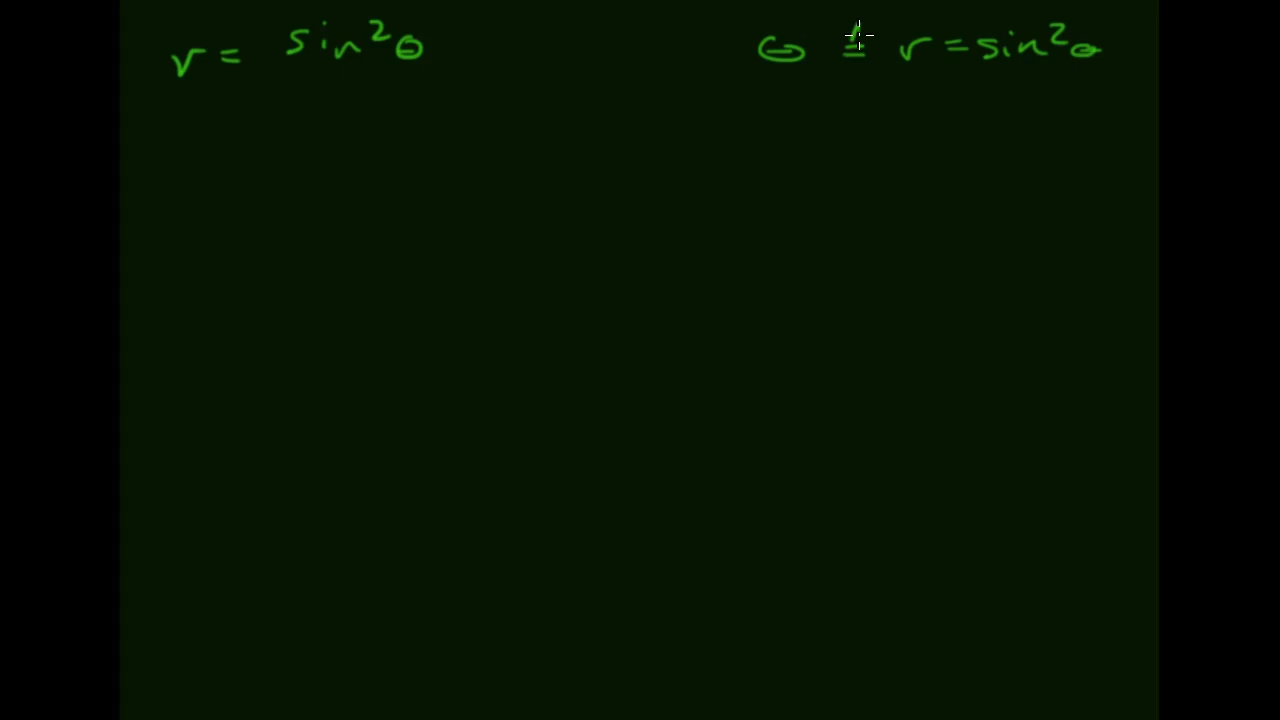 r = sin²θ
θ r = sin²θ